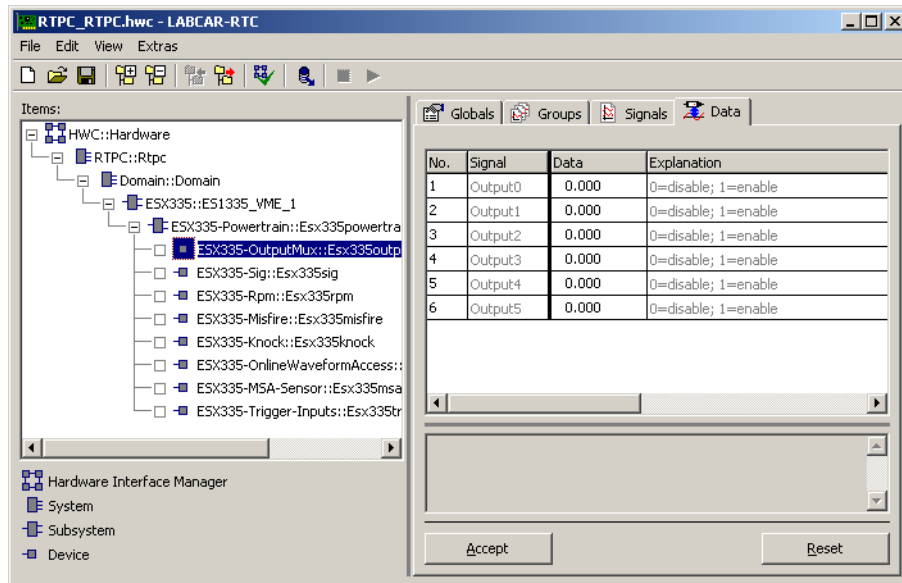 RTPC_RTPC.hwc - LABCAR-RTC
File Edit View Extras
Items:
HWC::Hardware
RTPC::Rtpc
Domain::Domain
ESX335::ES1335_VME_1
ESX335-Powertrain::Esx335powertra
ESX335-OutputMux::Esx335outp
ESX335-Sig::Esx335sig
ESX335-Rpm::Esx335rpm
ESX335-Misfire::Esx335misfire
ESX335-Knock::Esx335knock
ESX335-OnlineWaveformAccess::
ESX335-MSA-Sensor::Esx335msa
ESX335-Trigger-Inputs::Esx335tr
Hardware Interface Manager
System
Subsystem
Device
Globals Groups Signals Data
No. Signal Data Explanation
1 Output0 0.000 0=disable; 1=enable
2 Output1 0.000 0=disable; 1=enable
3 Output2 0.000 0=disable; 1=enable
4 Output3 0.000 0=disable; 1=enable
5 Output4 0.000 0=disable; 1=enable
6 Output5 0.000 0=disable; 1=enable
Accept Reset